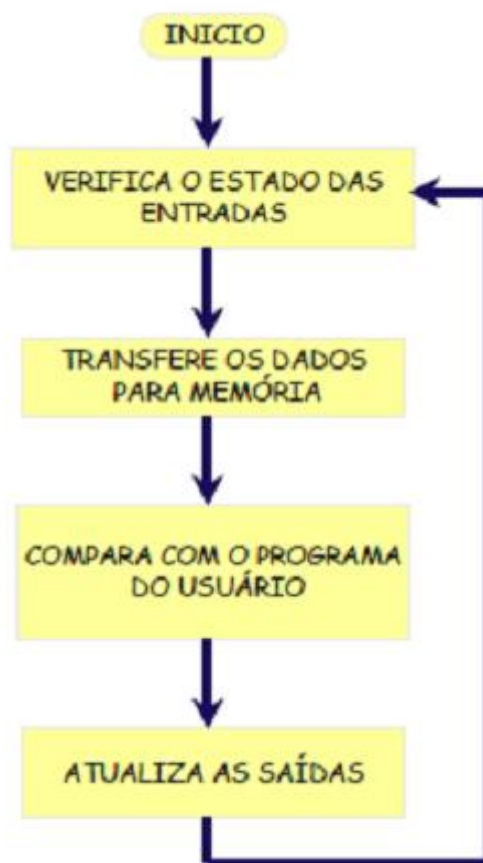 INICIO
VERIFICA O ESTADO DAS
ENTRADAS
TRANSFERE OS DADOS
PARA MEMÓRIA
COMPARA COM O PROGRAMA
DO USUÁRIO
ATUALIZA AS SAÍDAS